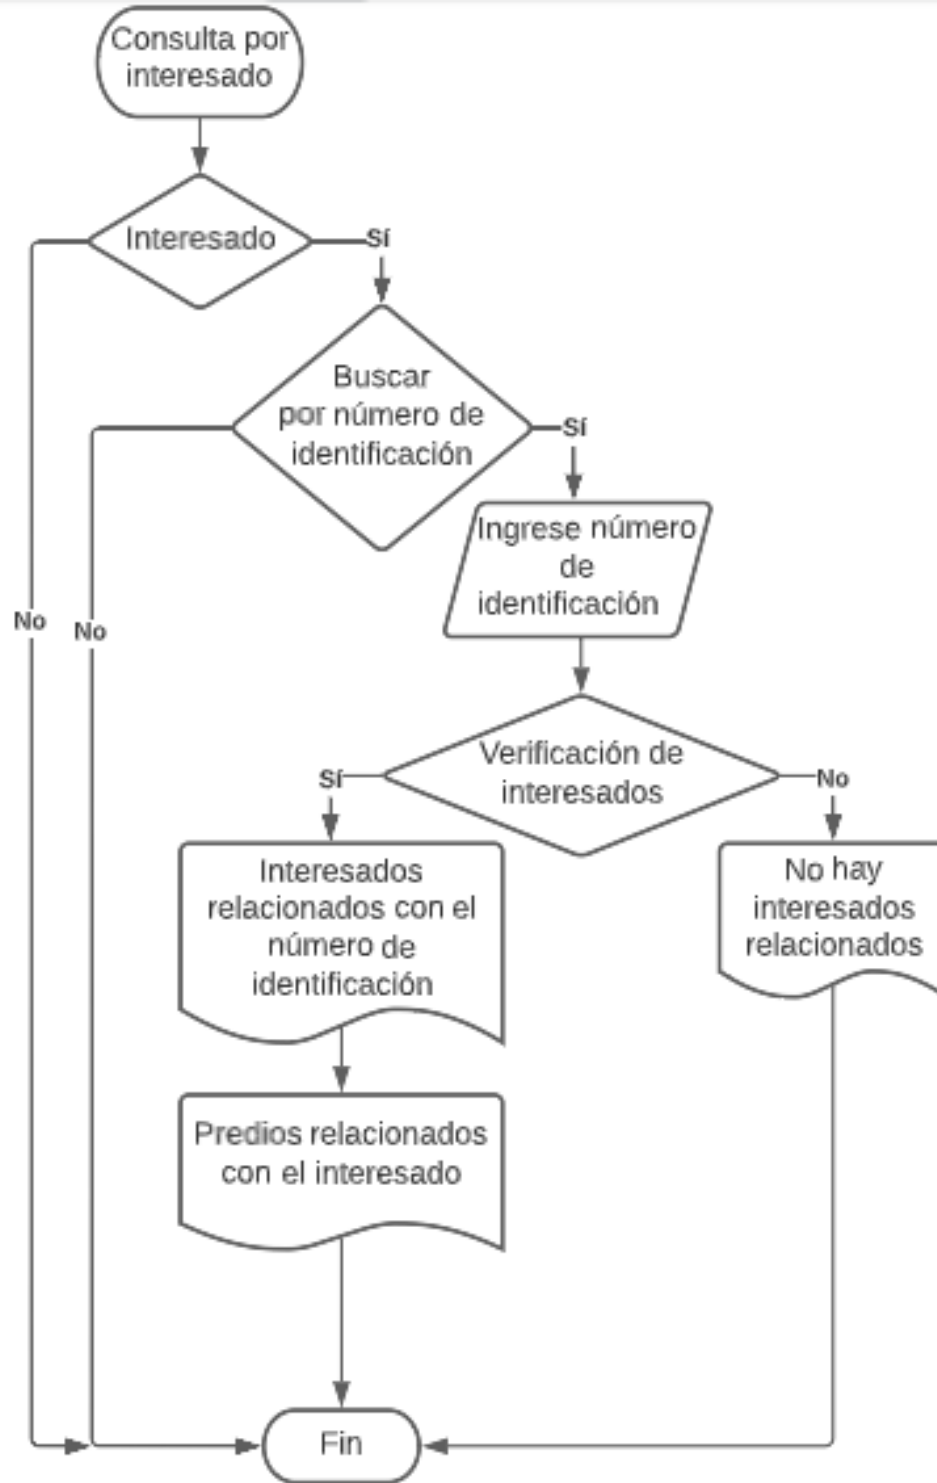 Consulta por
interesado
Interesado
Sí
Buscar
por número de
identificación
Sí
Ingrese número
de
identificación
No
No
Verificación de
interesados
Sí
No
Interesados
relacionados con el
número de
identificación
No hay
interesados
relacionados
Predios relacionados
con el interesado
Fin